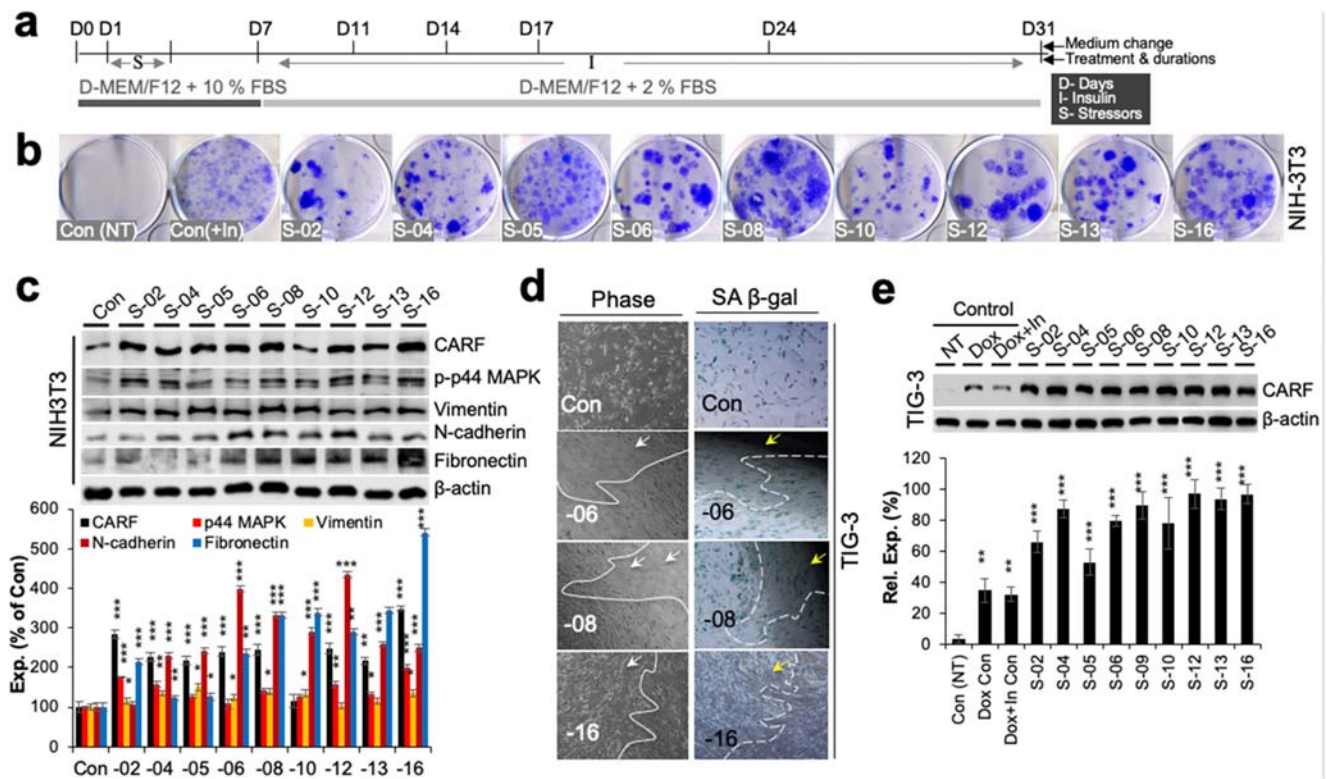 a
D0 D1 D7 D11 D14 D17 D24 D31
Medium change
S I Treatment & durations
D-MEM/F12 + 10 % FBS D-MEM/F12 + 2 % FBS
D- Days
I- Insulin
S- Stressors
b
Con (NT) Con(+In) S-02 S-04 S-05 S-06 S-08 S-10 S-12 S-13 S-16
NIH-3T3
c
Con S-02 S-04 S-05 S-06 S-08 S-10 S-12 S-13 S-16
NIH3T3
CARF
p-p44 MAPK
Vimentin
N-cadherin
Fibronectin
β-actin
CARF p44 MAPK Vimentin
N-cadherin Fibronectin
Exp. (% of Con)
600
500
400
300
200
100
0
Con -02 -04 -05 -06 -08 -10 -12 -13 -16
d
Phase SA β-gal
Con Con
-06 -06
-08 -08
-16 -16
TIG-3
e
Control
NT Dox Dox+In S-02 S-04 S-05 S-06 S-08 S-10 S-12 S-13 S-16
TIG-3
CARF
β-actin
Rel. Exp. (%)
120
100
80
60
40
20
0
** ** *** *** *** *** *** *** *** *** ***
Con (NT) Dox Con Dox+In Con S-02 S-04 S-05 S-06 S-09 S-10 S-12 S-13 S-16